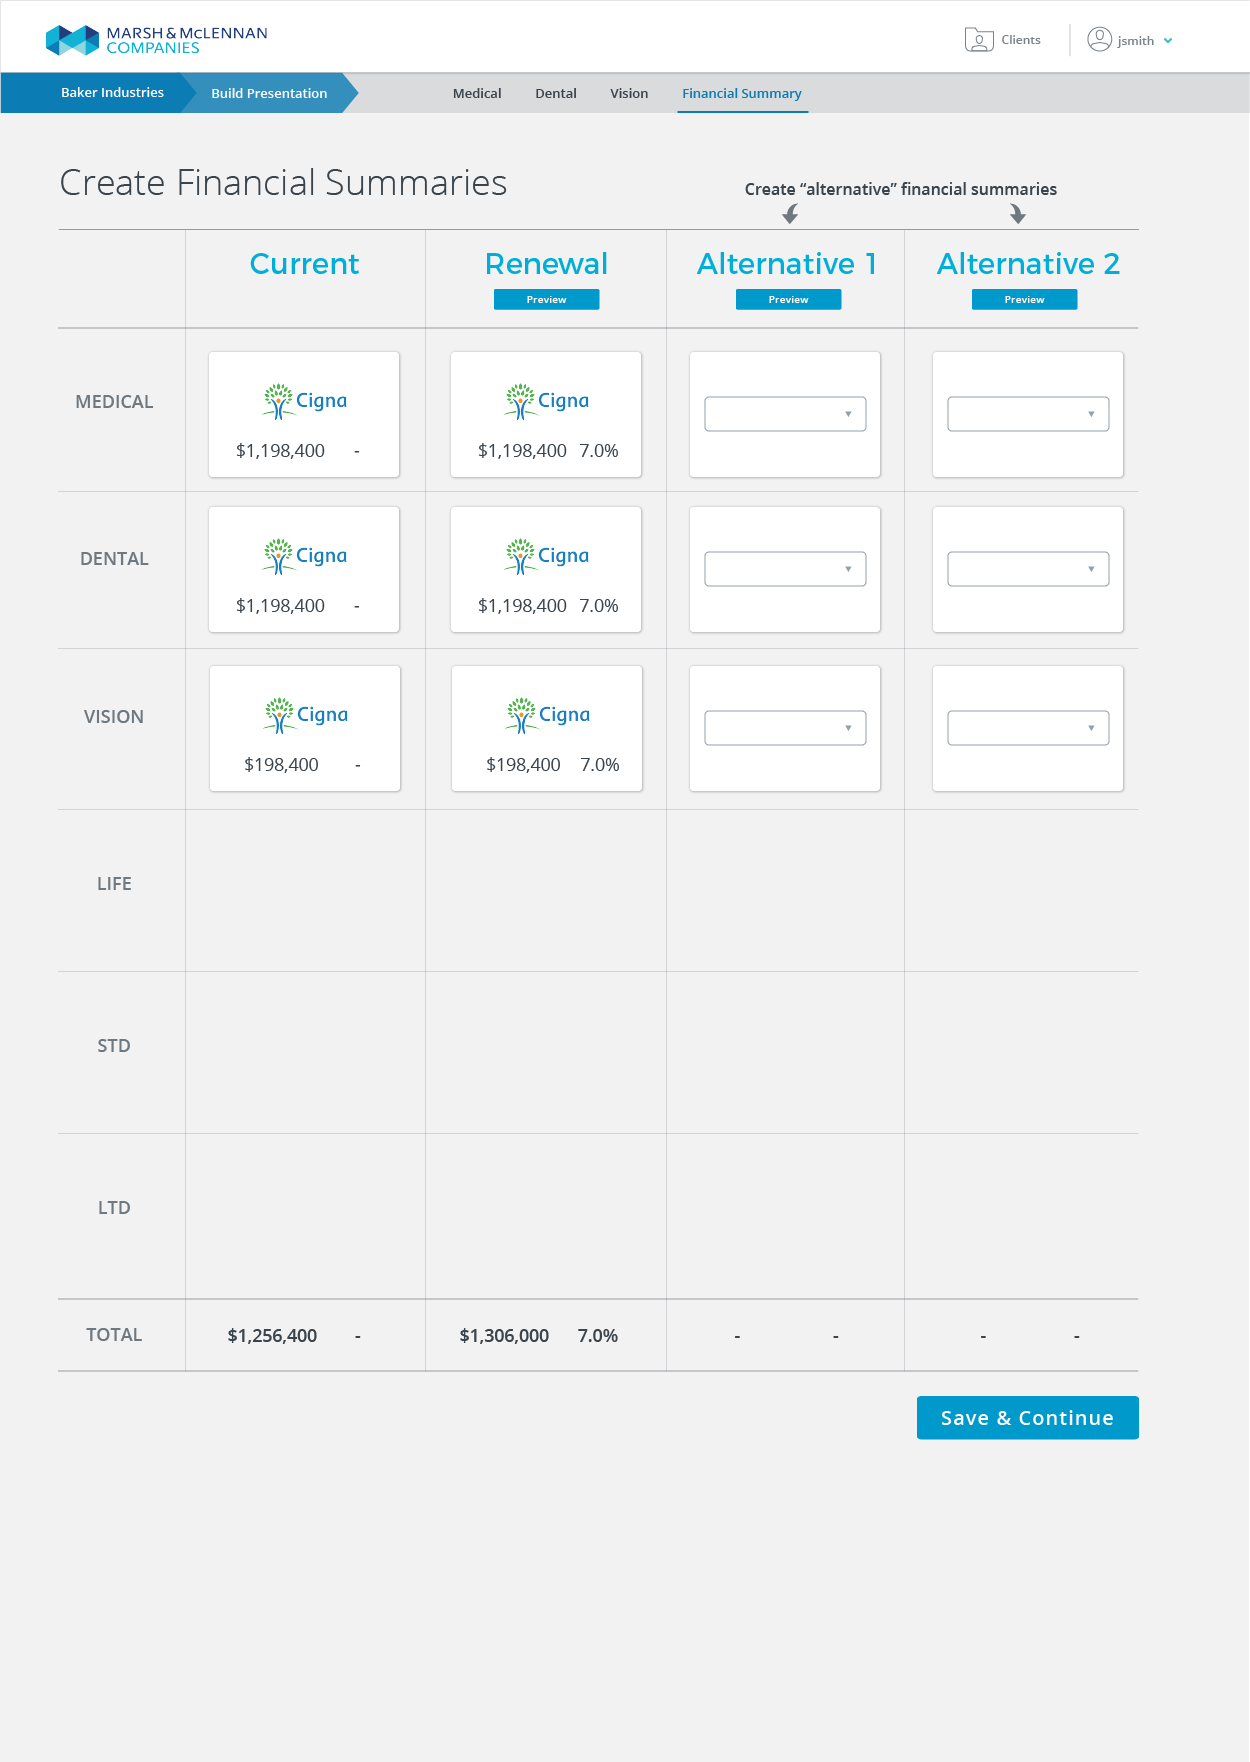 MARSH & MCLENNAN
COMPANIES
Clients
jsmith
Baker Industries
Build Presentation
Medical
Dental
Vision
Financial Summary
Create Financial Summaries
Create “alternative” financial summaries
Current
Renewal
Alternative 1
Alternative 2
Preview
Preview
Preview
MEDICAL
Cigna
$1,198,400 -
Cigna
$1,198,400 7.0%
DENTAL
Cigna
$1,198,400 -
Cigna
$1,198,400 7.0%
VISION
Cigna
$198,400 -
Cigna
$198,400 7.0%
LIFE
STD
LTD
TOTAL
$1,256,400 -
$1,306,000 7.0%
- -
- -
Save & Continue